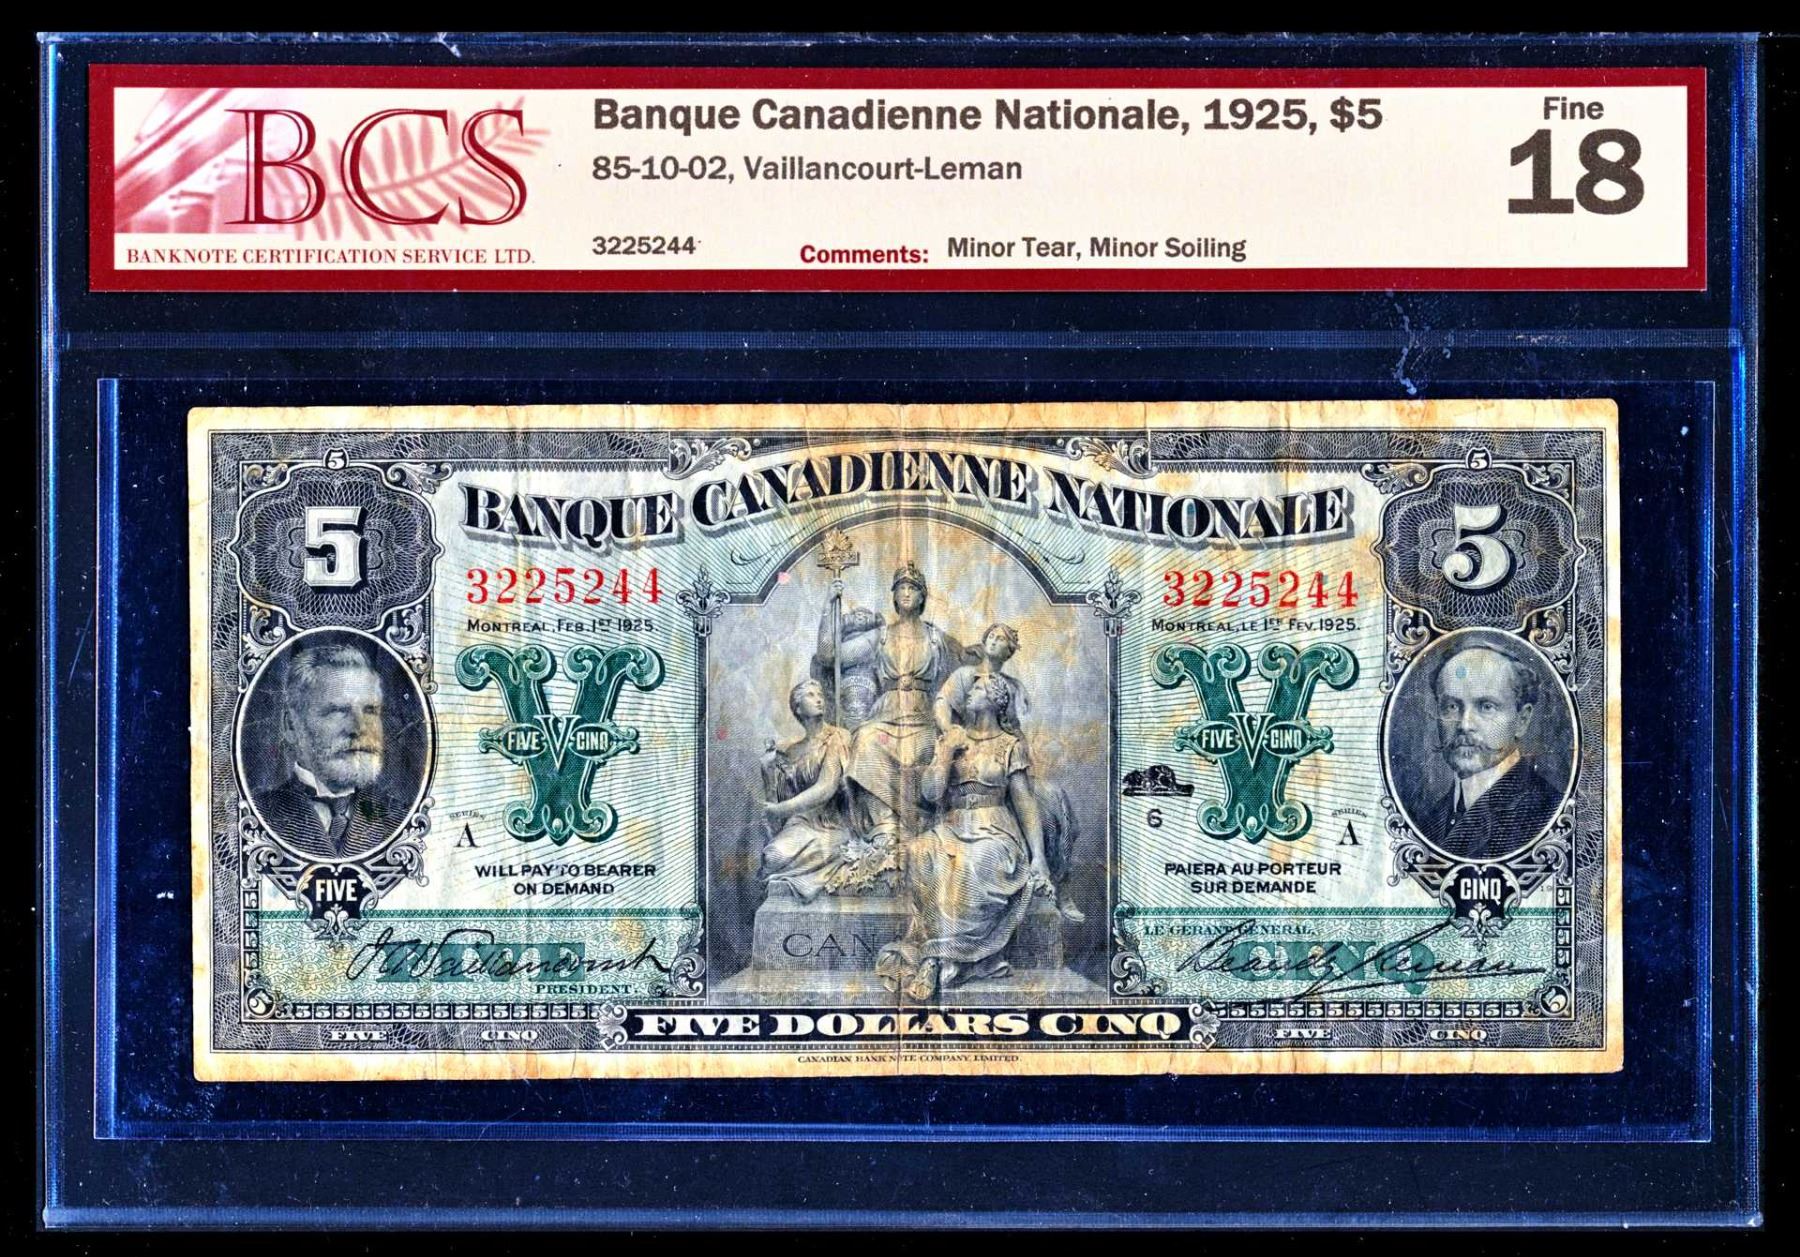 BCS
BANKNOTE CERTIFICATION SERVICE LTD.
Banque Canadienne Nationale, 1925, $5
85-10-02, Vaillancourt-Leman
3225244
Comments: Minor Tear, Minor Soiling
Fine
18
5
5
5
5
BANQUE CANADIENNE NATIONALE
3225244
3225244
MONTREAL, FEB. 1ST 1925.
MONTREAL, LE 1ER FEV. 1925.
FIVE V CINQ
FIVE V CINQ
SERIES A
6
SERIES A
WILL PAY TO BEARER
ON DEMAND
PAIERA AU PORTEUR
SUR DEMANDE
FIVE
CINQ
CAN
PRESIDENT.
LE GERANT GENERAL,
CINQ
555555555555555
555555555555555
FIVE DOLLARS CINQ
FIVE CINQ
FIVE CINQ
CANADIAN BANK NOTE COMPANY, LIMITED.